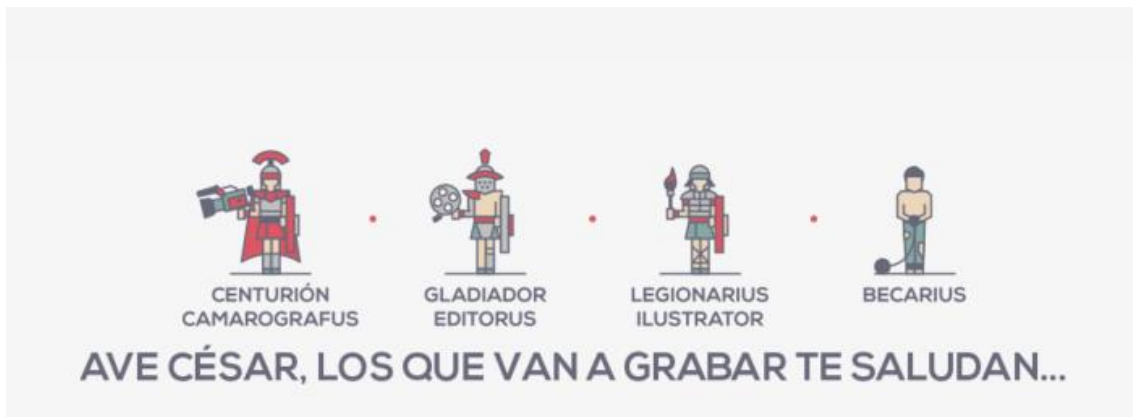 CENTURIÓN
CAMAROGRAFUS
GLADIADOR
EDITORUS
LEGIONARIUS
ILUSTRATOR
BECARIUS
AVE CÉSAR, LOS QUE VAN A GRABAR TE SALUDAN...